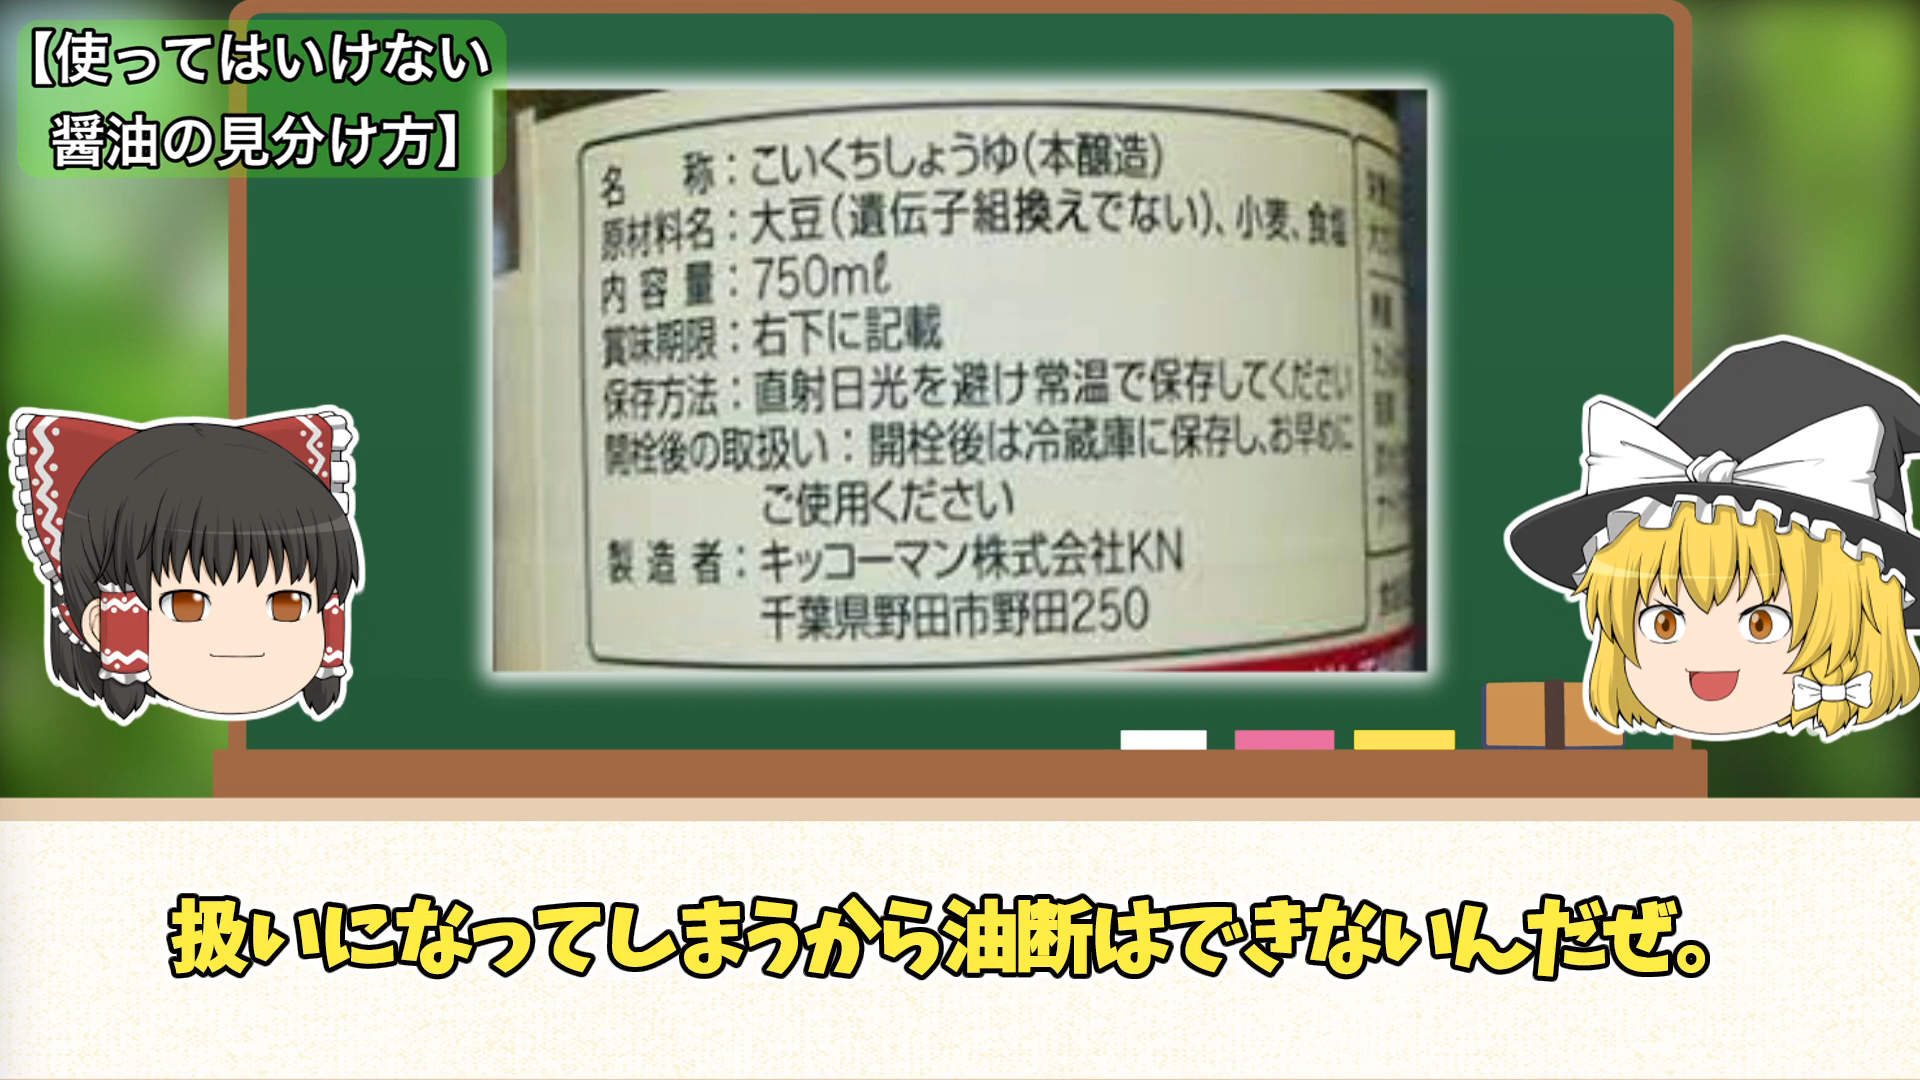 【使ってはいけない
醤油の見分け方】
名称：こいくちしょうゆ(本醸造)
原材料名：大豆(遺伝子組換えでない)、小麦、食塩
内容量：750mℓ
賞味期限：右下に記載
保存方法：直射日光を避け常温で保存してください
開栓後の取扱い：開栓後は冷蔵庫に保存し、お早めに
ご使用ください
製造者：キッコーマン株式会社KN
千葉県野田市野田250
扱いになってしまうから油断はできないんだぜ。